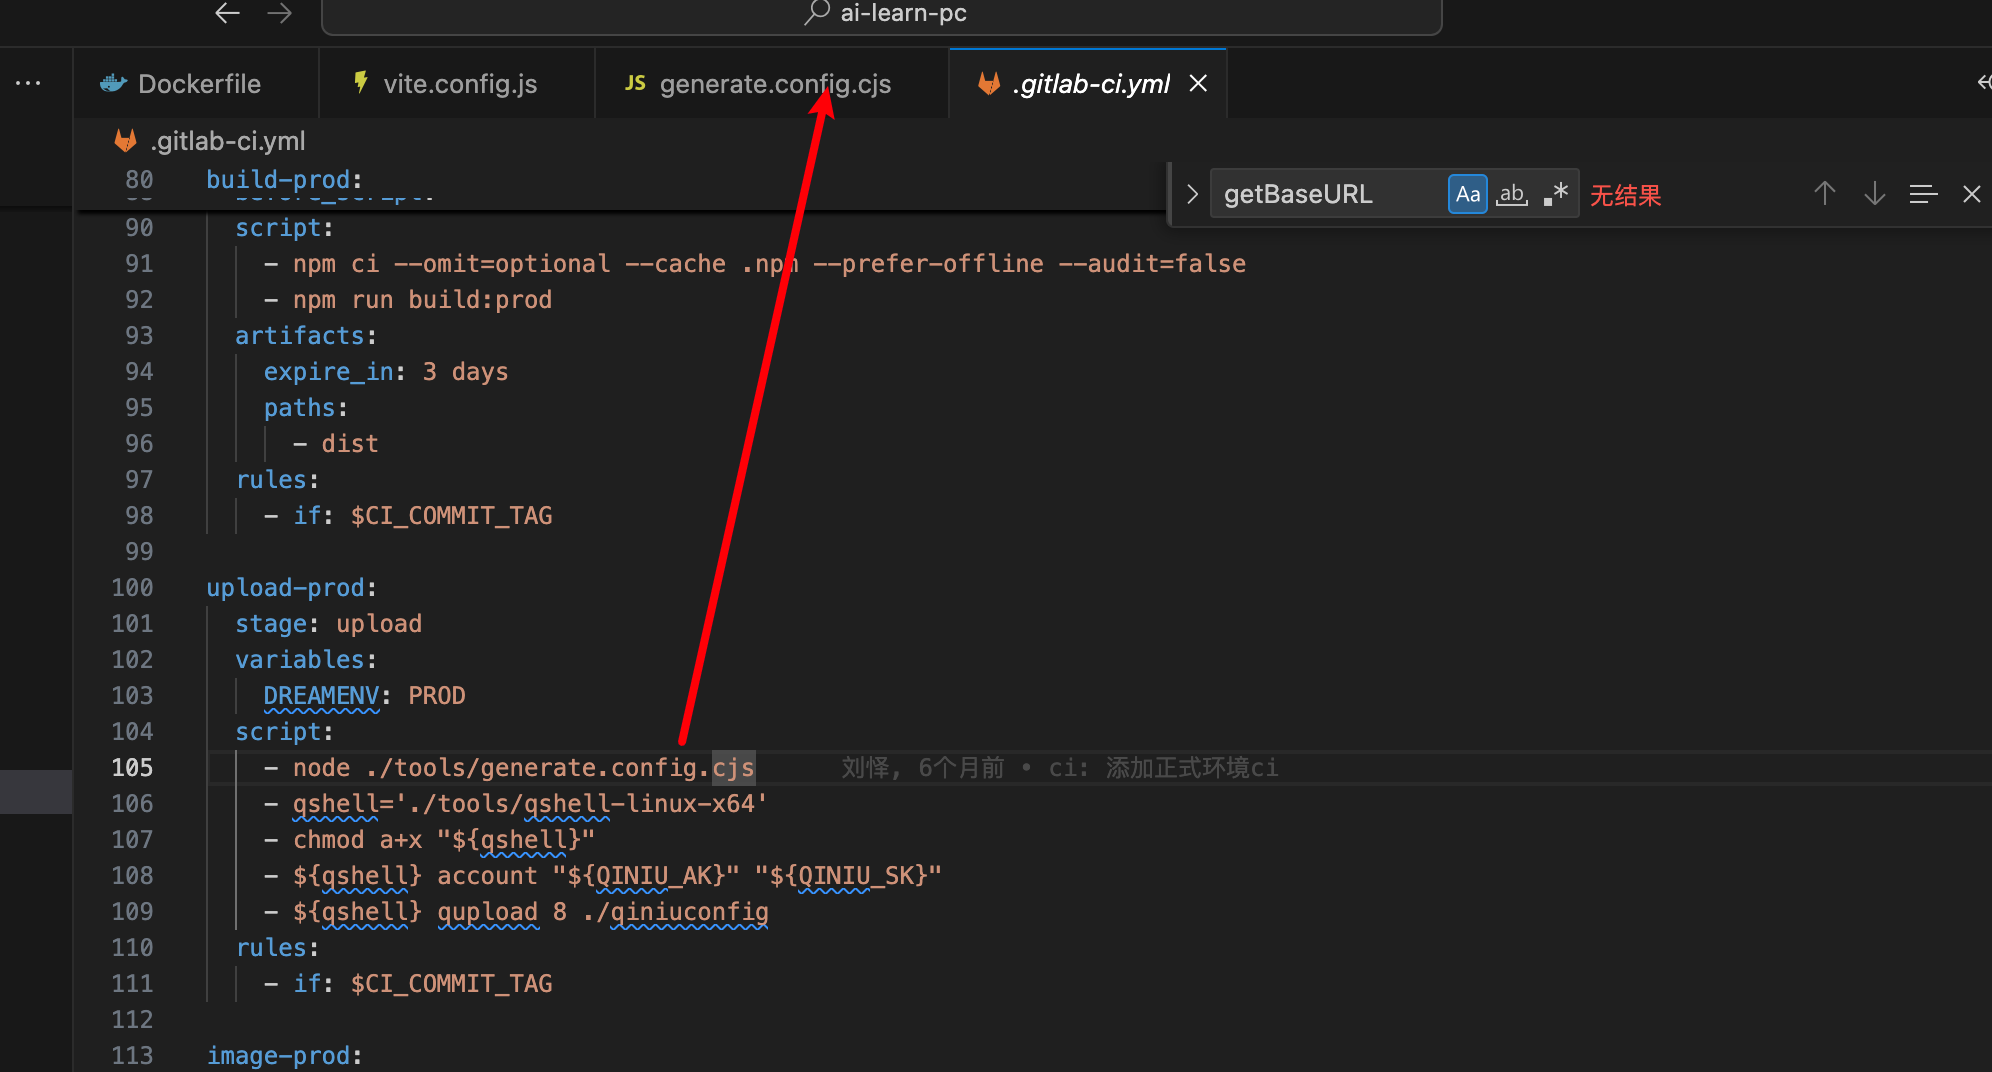 ai-learn-pc
Dockerfile
vite.config.js
JS generate.config.cjs
.gitlab-ci.yml
.gitlab-ci.yml
80 build-prod:
getBaseURL Aa ab .* 无结果
90 script:
91 - npm ci --omit=optional --cache .npm --prefer-offline --audit=false
92 - npm run build:prod
93 artifacts:
94 expire_in: 3 days
95 paths:
96 - dist
97 rules:
98 - if: $CI_COMMIT_TAG
99
100 upload-prod:
101 stage: upload
102 variables:
103 DREAMENV: PROD
104 script:
105 - node ./tools/generate.config.cjs 刘怿, 6个月前 • ci: 添加正式环境ci
106 - qshell='./tools/qshell-linux-x64'
107 - chmod a+x "${qshell}"
108 - ${qshell} account "${QINIU_AK}" "${QINIU_SK}"
109 - ${qshell} qupload 8 ./qiniuconfig
110 rules:
111 - if: $CI_COMMIT_TAG
112
113 image-prod: